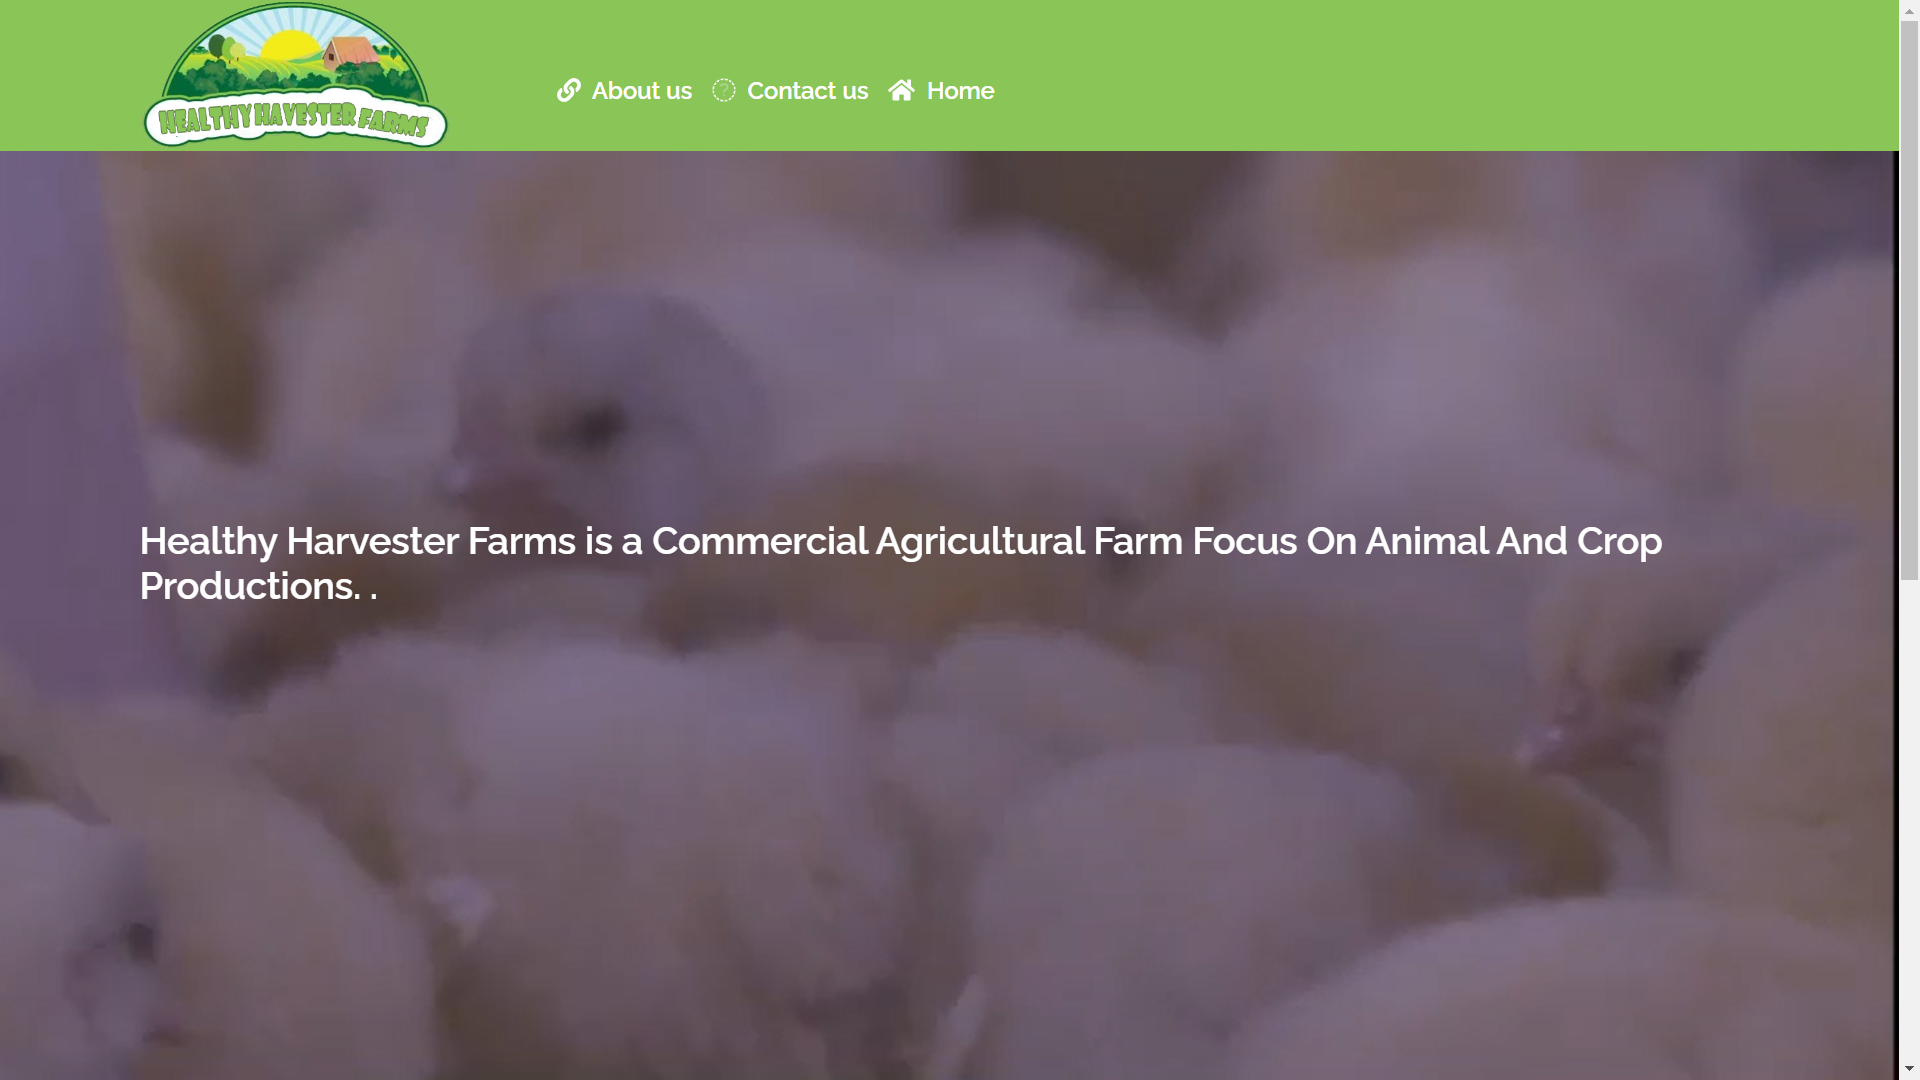 HEALTHY HAVESTER FARMS
About us
Contact us
Home
Healthy Harvester Farms is a Commercial Agricultural Farm Focus On Animal And Crop
Productions. .